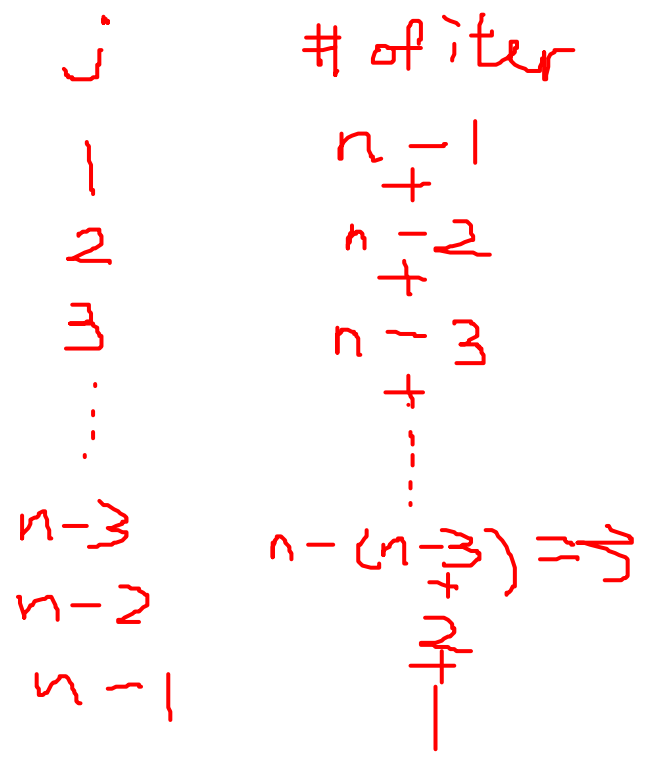 j # of iter
1 n - 1
+
2 n - 2
+
3 n - 3
+
n - 3 n - (n - 3) = 3
+
n - 2 2
+
n - 1 1